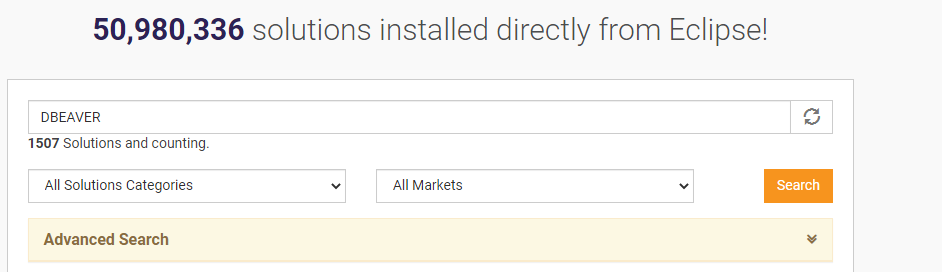 50,980,336 solutions installed directly from Eclipse!
DBEAVER
1507 Solutions and counting.
All Solutions Categories
All Markets
Search
Advanced Search